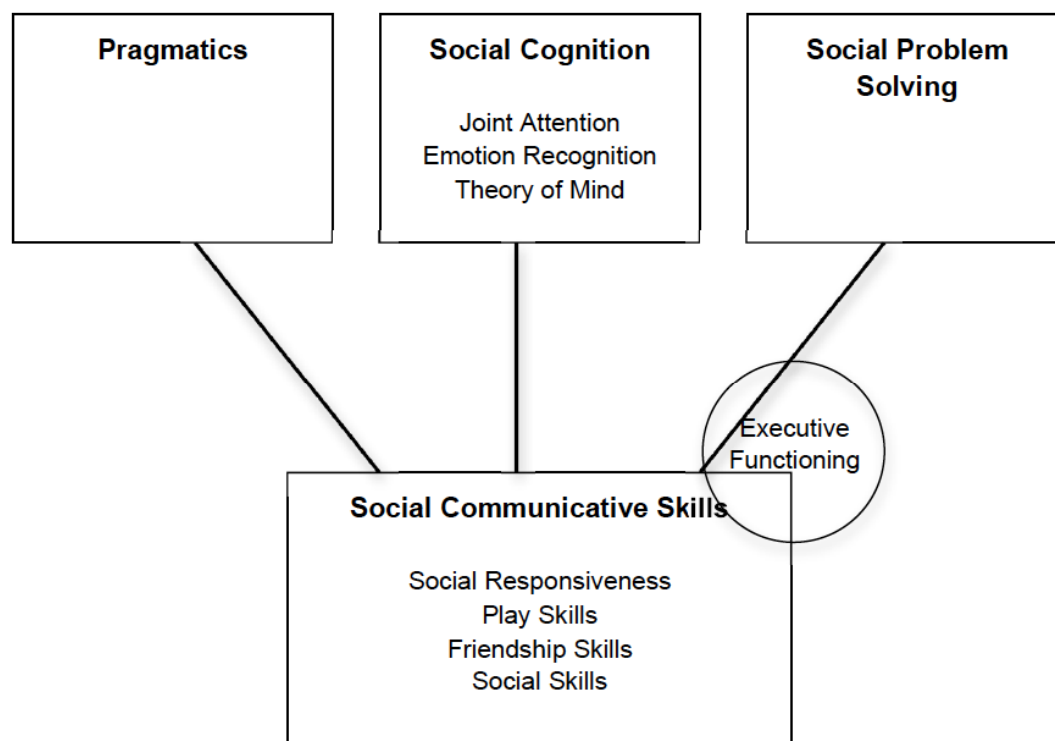 Pragmatics
Social Cognition
Joint Attention
Emotion Recognition
Theory of Mind
Social Problem
Solving
Executive
Functioning
Social Communicative Skills
Social Responsiveness
Play Skills
Friendship Skills
Social Skills